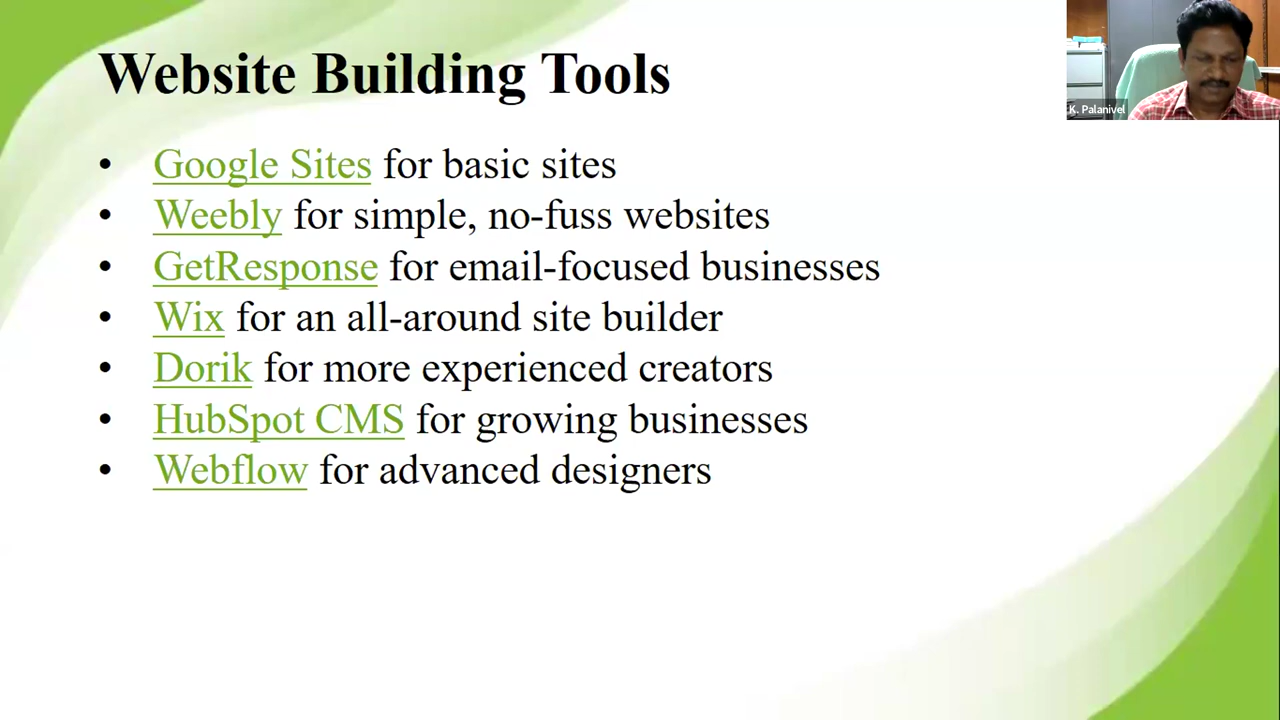 Website Building Tools
K. Palanivel
• Google Sites for basic sites
• Weebly for simple, no-fuss websites
• GetResponse for email-focused businesses
• Wix for an all-around site builder
• Dorik for more experienced creators
• HubSpot CMS for growing businesses
• Webflow for advanced designers